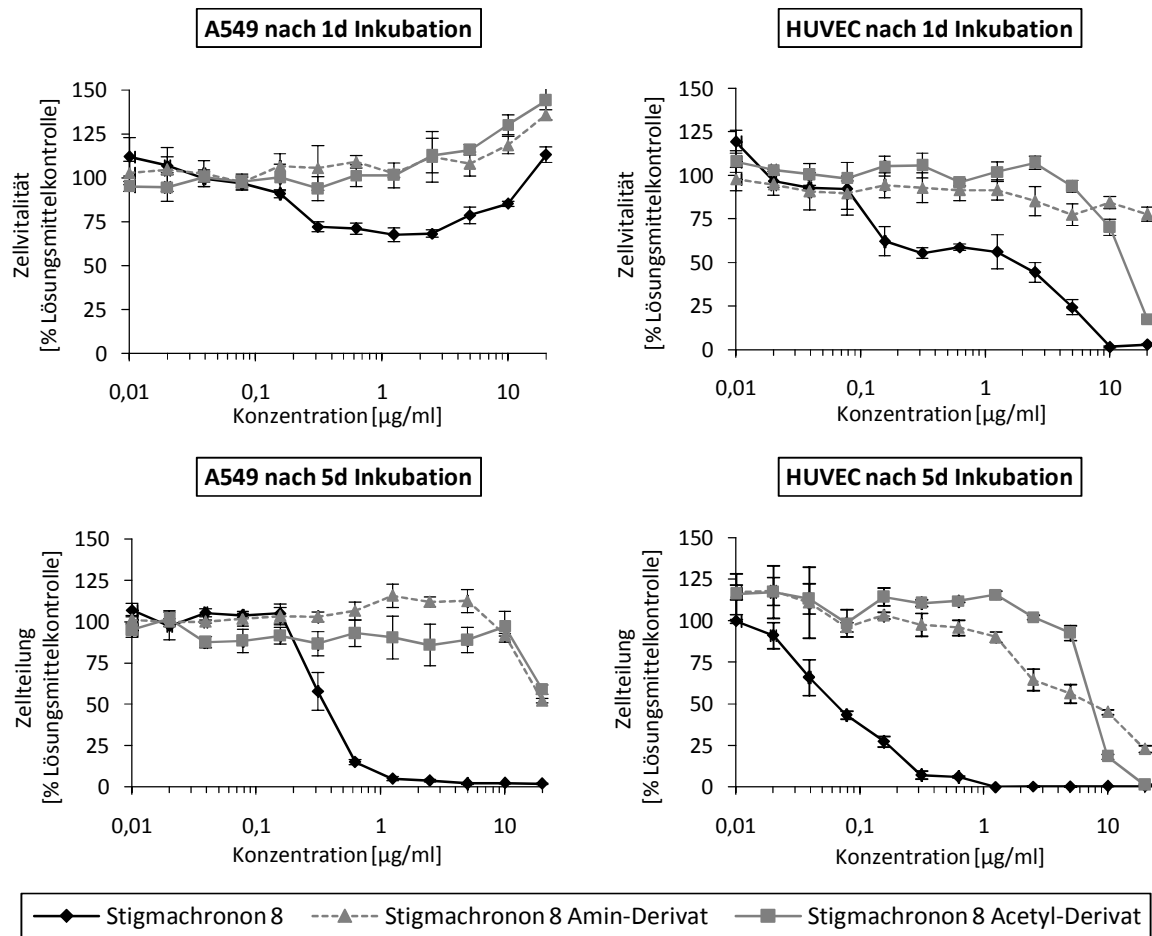 A549 nach 1d Inkubation
Zellvitalität
[% Lösungsmittelkontrolle]
150
125
100
75
50
25
0
0,01
0,1
1
10
Konzentration [µg/ml]
HUVEC nach 1d Inkubation
Zellvitalität
[% Lösungsmittelkontrolle]
150
125
100
75
50
25
0
0,01
0,1
1
10
Konzentration [µg/ml]
A549 nach 5d Inkubation
Zellteilung
[% Lösungsmittelkontrolle]
150
125
100
75
50
25
0
0,01
0,1
1
10
Konzentration [µg/ml]
HUVEC nach 5d Inkubation
Zellteilung
[% Lösungsmittelkontrolle]
150
125
100
75
50
25
0
0,01
0,1
1
10
Konzentration [µg/ml]
Stigmachronon 8
Stigmachronon 8 Amin-Derivat
Stigmachronon 8 Acetyl-Derivat